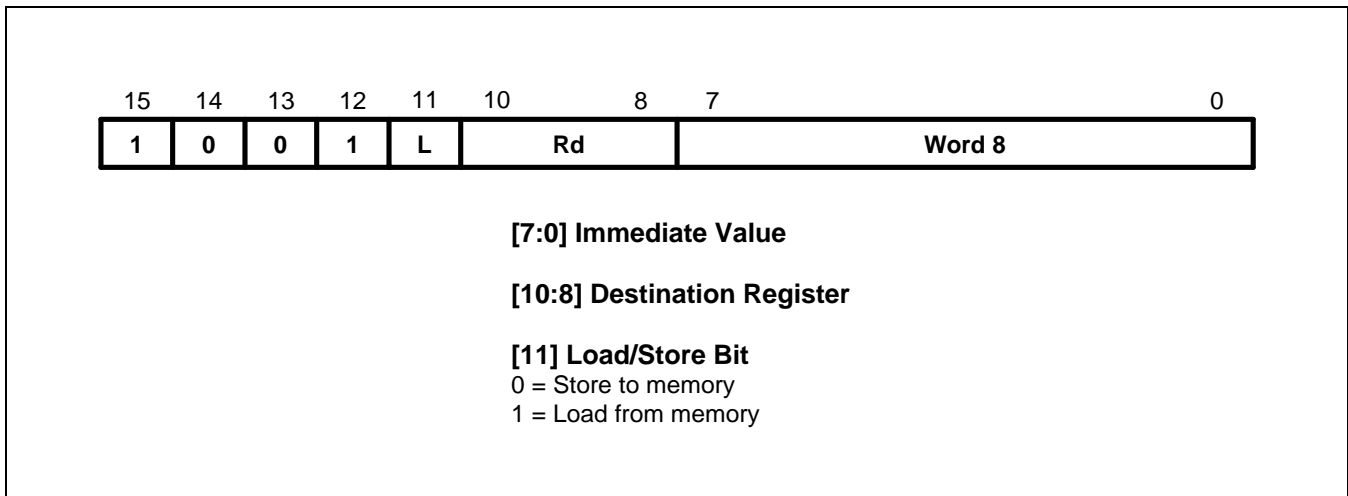 15 14 13 12 11 10 8 7 0
1 0 0 1 L Rd Word 8
[7:0] Immediate Value
[10:8] Destination Register
[11] Load/Store Bit
0 = Store to memory
1 = Load from memory